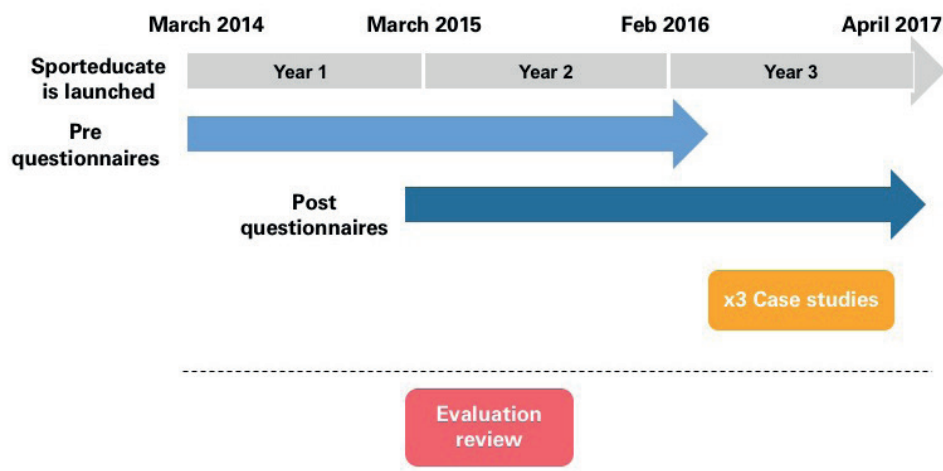 March 2014 March 2015 Feb 2016 April 2017
Sporteducate
is launched
Year 1 Year 2 Year 3
Pre
questionnaires
Post
questionnaires
x3 Case studies
Evaluation
review